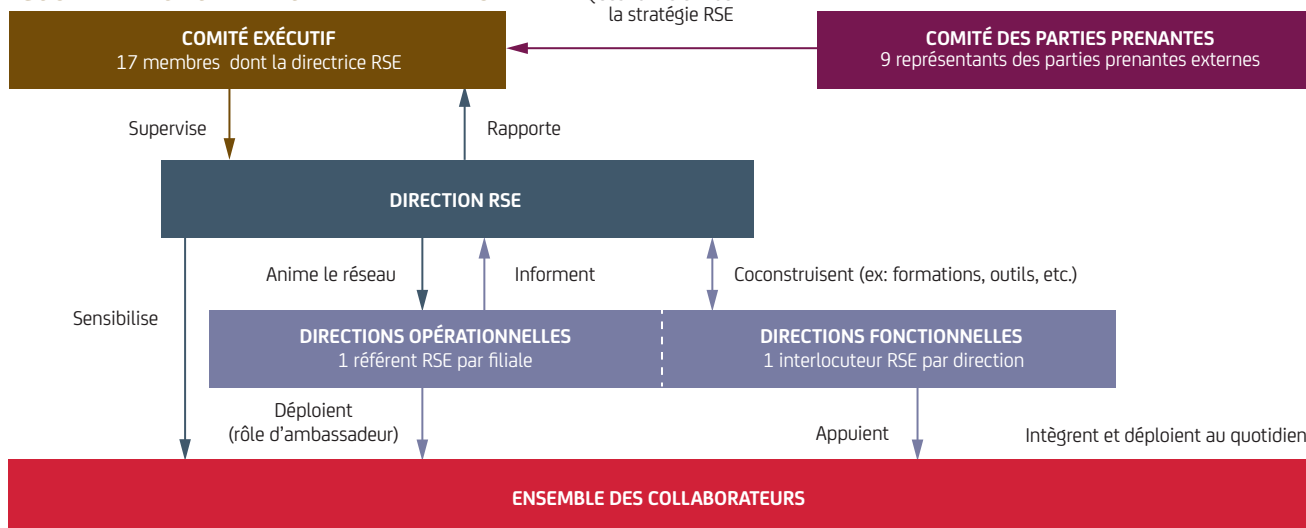 la stratégie RSE
COMITÉ EXÉCUTIF
17 membres dont la directrice RSE
COMITÉ DES PARTIES PRENANTES
9 représentants des parties prenantes externes
Supervise
Rapporte
DIRECTION RSE
Anime le réseau
Informent
Coconstruisent (ex: formations, outils, etc.)
Sensibilise
DIRECTIONS OPÉRATIONNELLES
1 référent RSE par filiale
DIRECTIONS FONCTIONNELLES
1 interlocuteur RSE par direction
Déploient
(rôle d'ambassadeur)
Appuient
Intègrent et déploient au quotidien
ENSEMBLE DES COLLABORATEURS